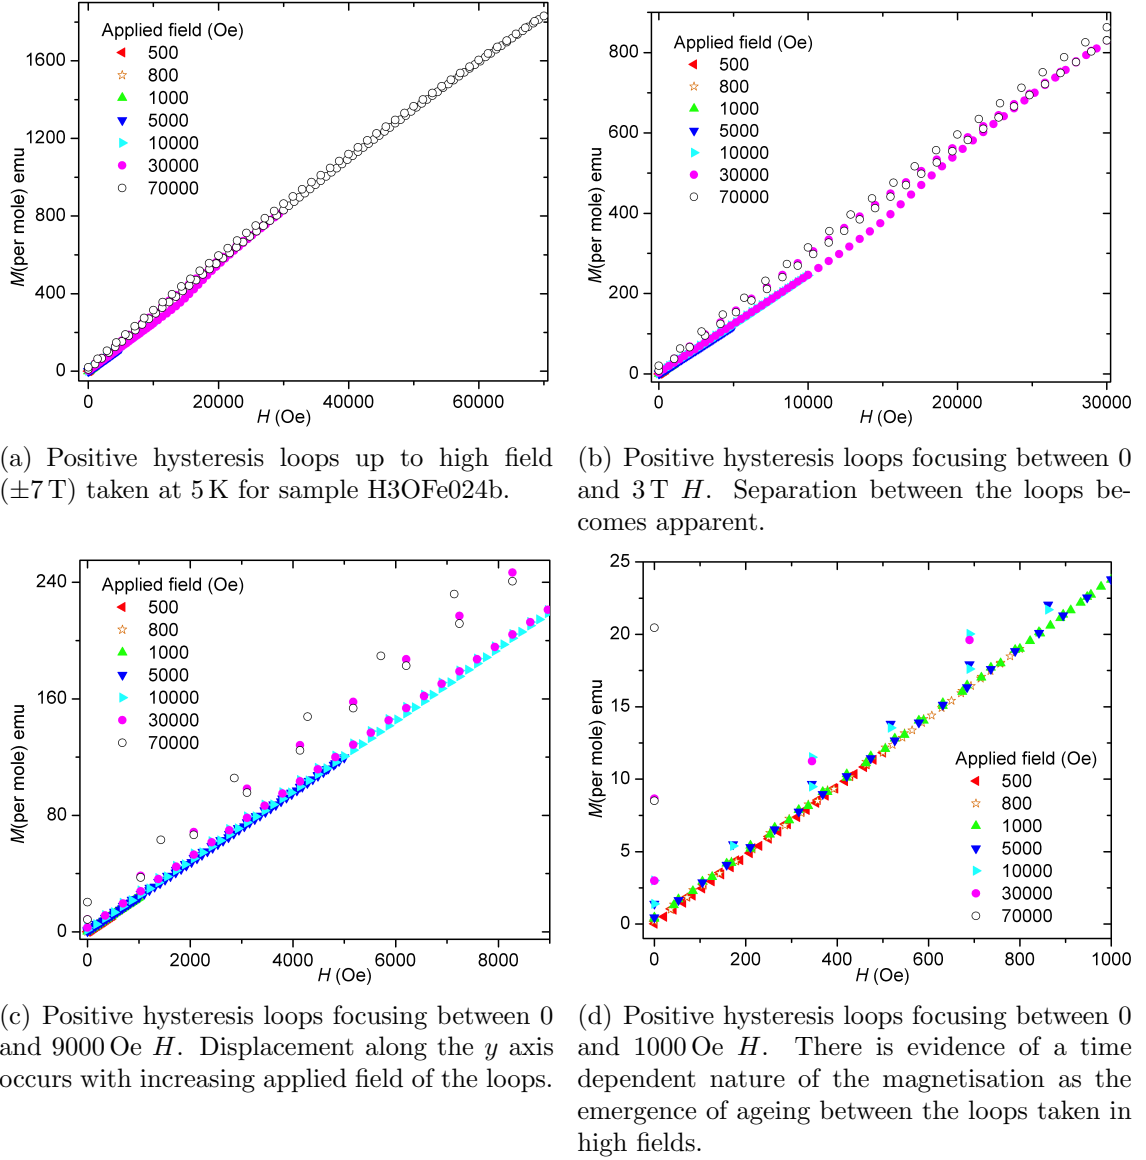 Applied field (Oe)
500
800
1000
5000
10000
30000
70000
1600
1200
800
400
0
M(per mole) emu
0 20000 40000 60000
H (Oe)
(a) Positive hysteresis loops up to high field
(±7 T) taken at 5 K for sample H3OFe024b.
Applied field (Oe)
500
800
1000
5000
10000
30000
70000
800
600
400
200
0
M(per mole) emu
0 10000 20000 30000
H (Oe)
(b) Positive hysteresis loops focusing between 0
and 3 T H. Separation between the loops be-
comes apparent.
Applied field (Oe)
500
800
1000
5000
10000
30000
70000
240
160
80
0
M(per mole) emu
0 2000 4000 6000 8000
H (Oe)
(c) Positive hysteresis loops focusing between 0
and 9000 Oe H. Displacement along the y axis
occurs with increasing applied field of the loops.
25
20
15
10
5
0
M(per mole) emu
Applied field (Oe)
500
800
1000
5000
10000
30000
70000
0 200 400 600 800 1000
H (Oe)
(d) Positive hysteresis loops focusing between 0
and 1000 Oe H. There is evidence of a time
dependent nature of the magnetisation as the
emergence of ageing between the loops taken in
high fields.